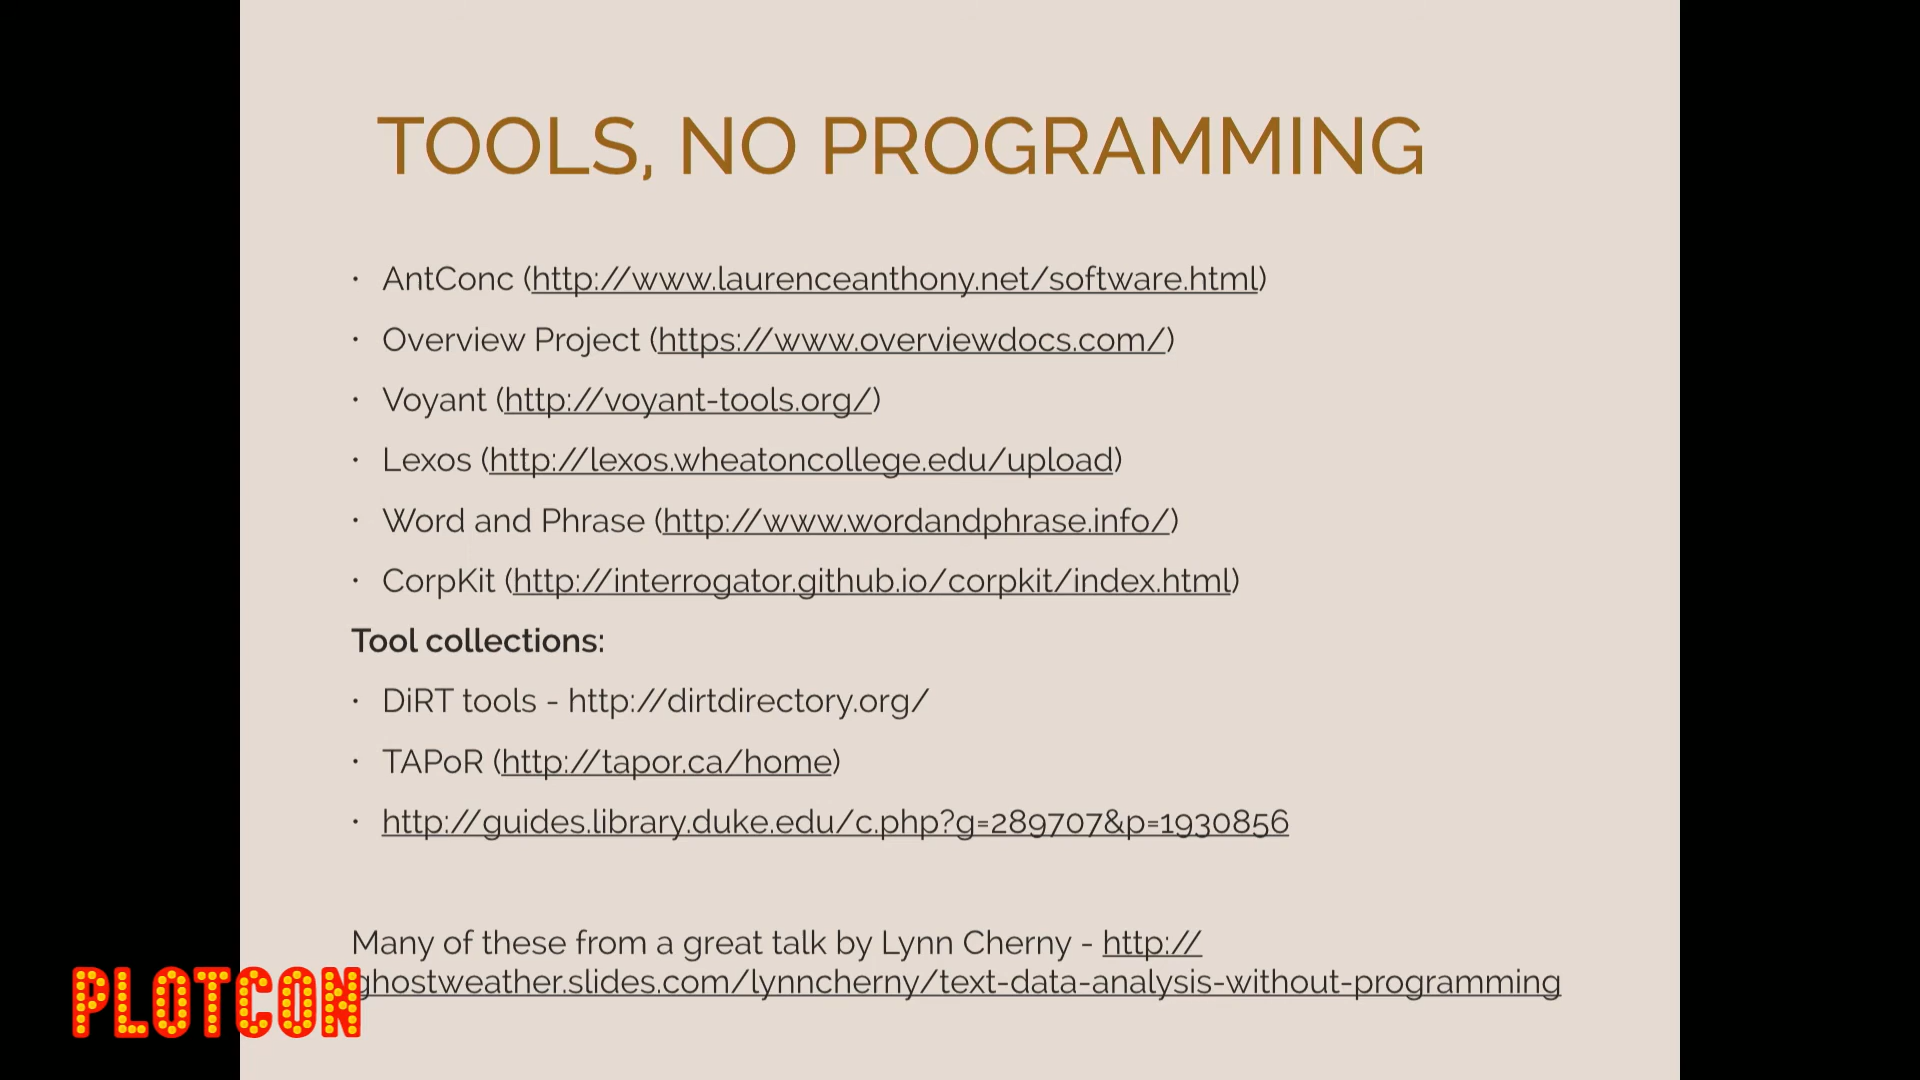 TOOLS, NO PROGRAMMING
• AntConc (http://www.laurenceanthony.net/software.html)
• Overview Project (https://www.overviewdocs.com/)
• Voyant (http://voyant-tools.org/)
• Lexos (http://lexos.wheatoncollege.edu/upload)
• Word and Phrase (http://www.wordandphrase.info/)
• CorpKit (http://interrogator.github.io/corpkit/index.html)
Tool collections:
• DiRT tools - http://dirtdirectory.org/
• TAPoR (http://tapor.ca/home)
• http://guides.library.duke.edu/c.php?g=289707&p=1930856
Many of these from a great talk by Lynn Cherny - http://
ghostweather.slides.com/lynncherny/text-data-analysis-without-programming
PLOTCON